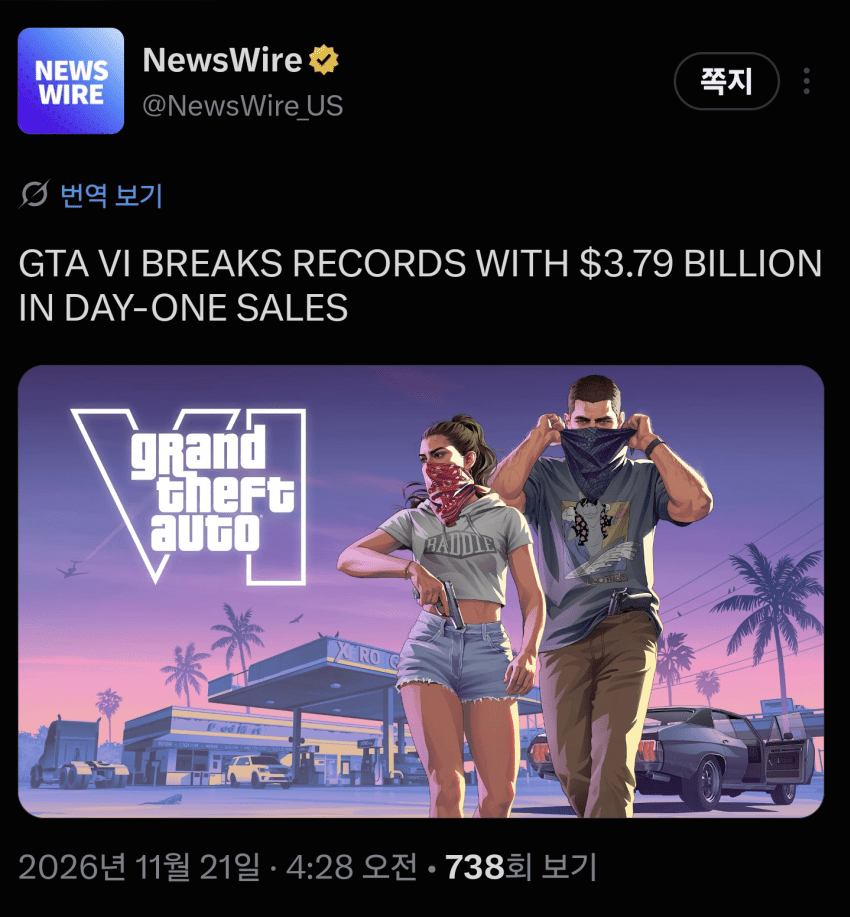 NEWS
WIRE
NewsWire
@NewsWire_US
쪽지
번역 보기
GTA VI BREAKS RECORDS WITH $3.79 BILLION
IN DAY-ONE SALES
VI
grand
theft
auto
BADDIE
XERO G
2026년 11월 21일 · 4:28 오전 · 738회 보기